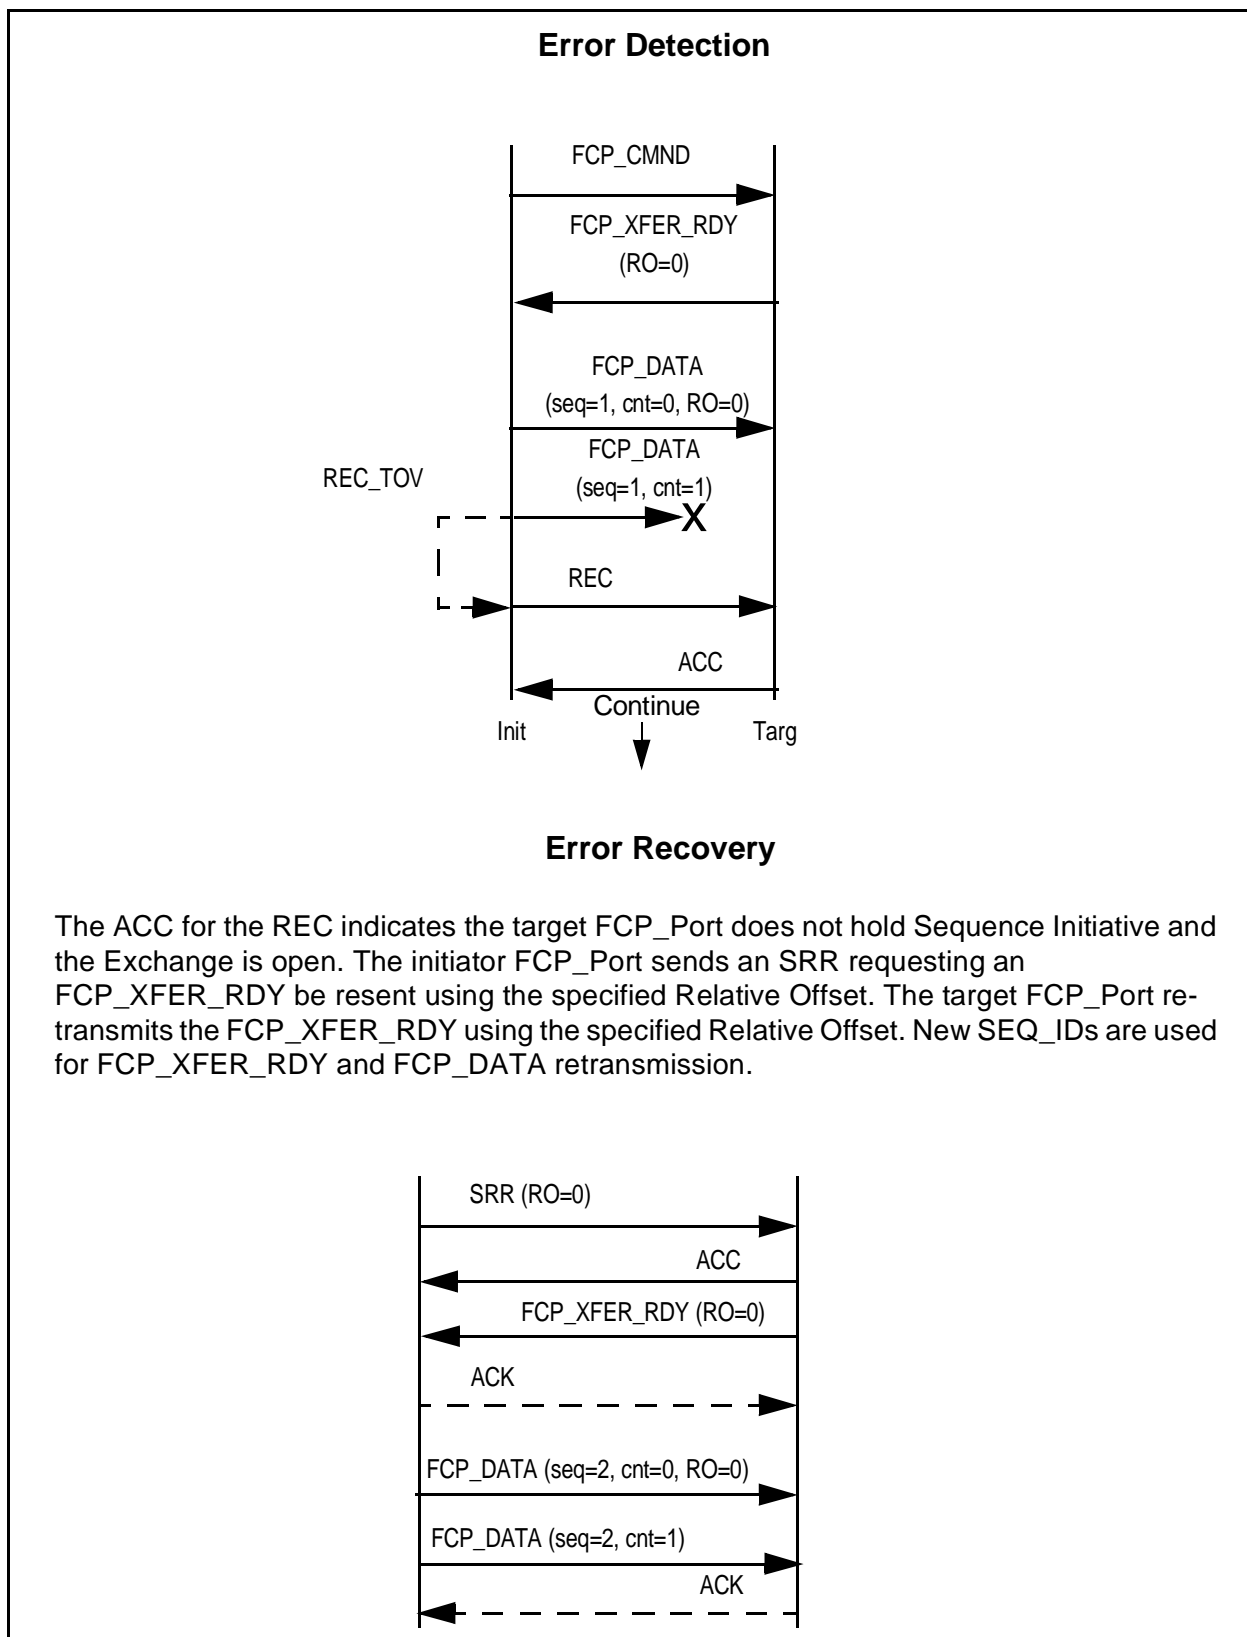 Error Detection
FCP_CMND
FCP_XFER_RDY
(RO=0)
FCP_DATA
(seq=1, cnt=0, RO=0)
FCP_DATA
REC_TOV
(seq=1, cnt=1)
X
REC
ACC
Continue
Init
Targ
Error Recovery
The ACC for the REC indicates the target FCP_Port does not hold Sequence Initiative and
the Exchange is open. The initiator FCP_Port sends an SRR requesting an
FCP_XFER_RDY be resent using the specified Relative Offset. The target FCP_Port re-
transmits the FCP_XFER_RDY using the specified Relative Offset. New SEQ_IDs are used
for FCP_XFER_RDY and FCP_DATA retransmission.
SRR (RO=0)
ACC
FCP_XFER_RDY (RO=0)
ACK
FCP_DATA (seq=2, cnt=0, RO=0)
FCP_DATA (seq=2, cnt=1)
ACK